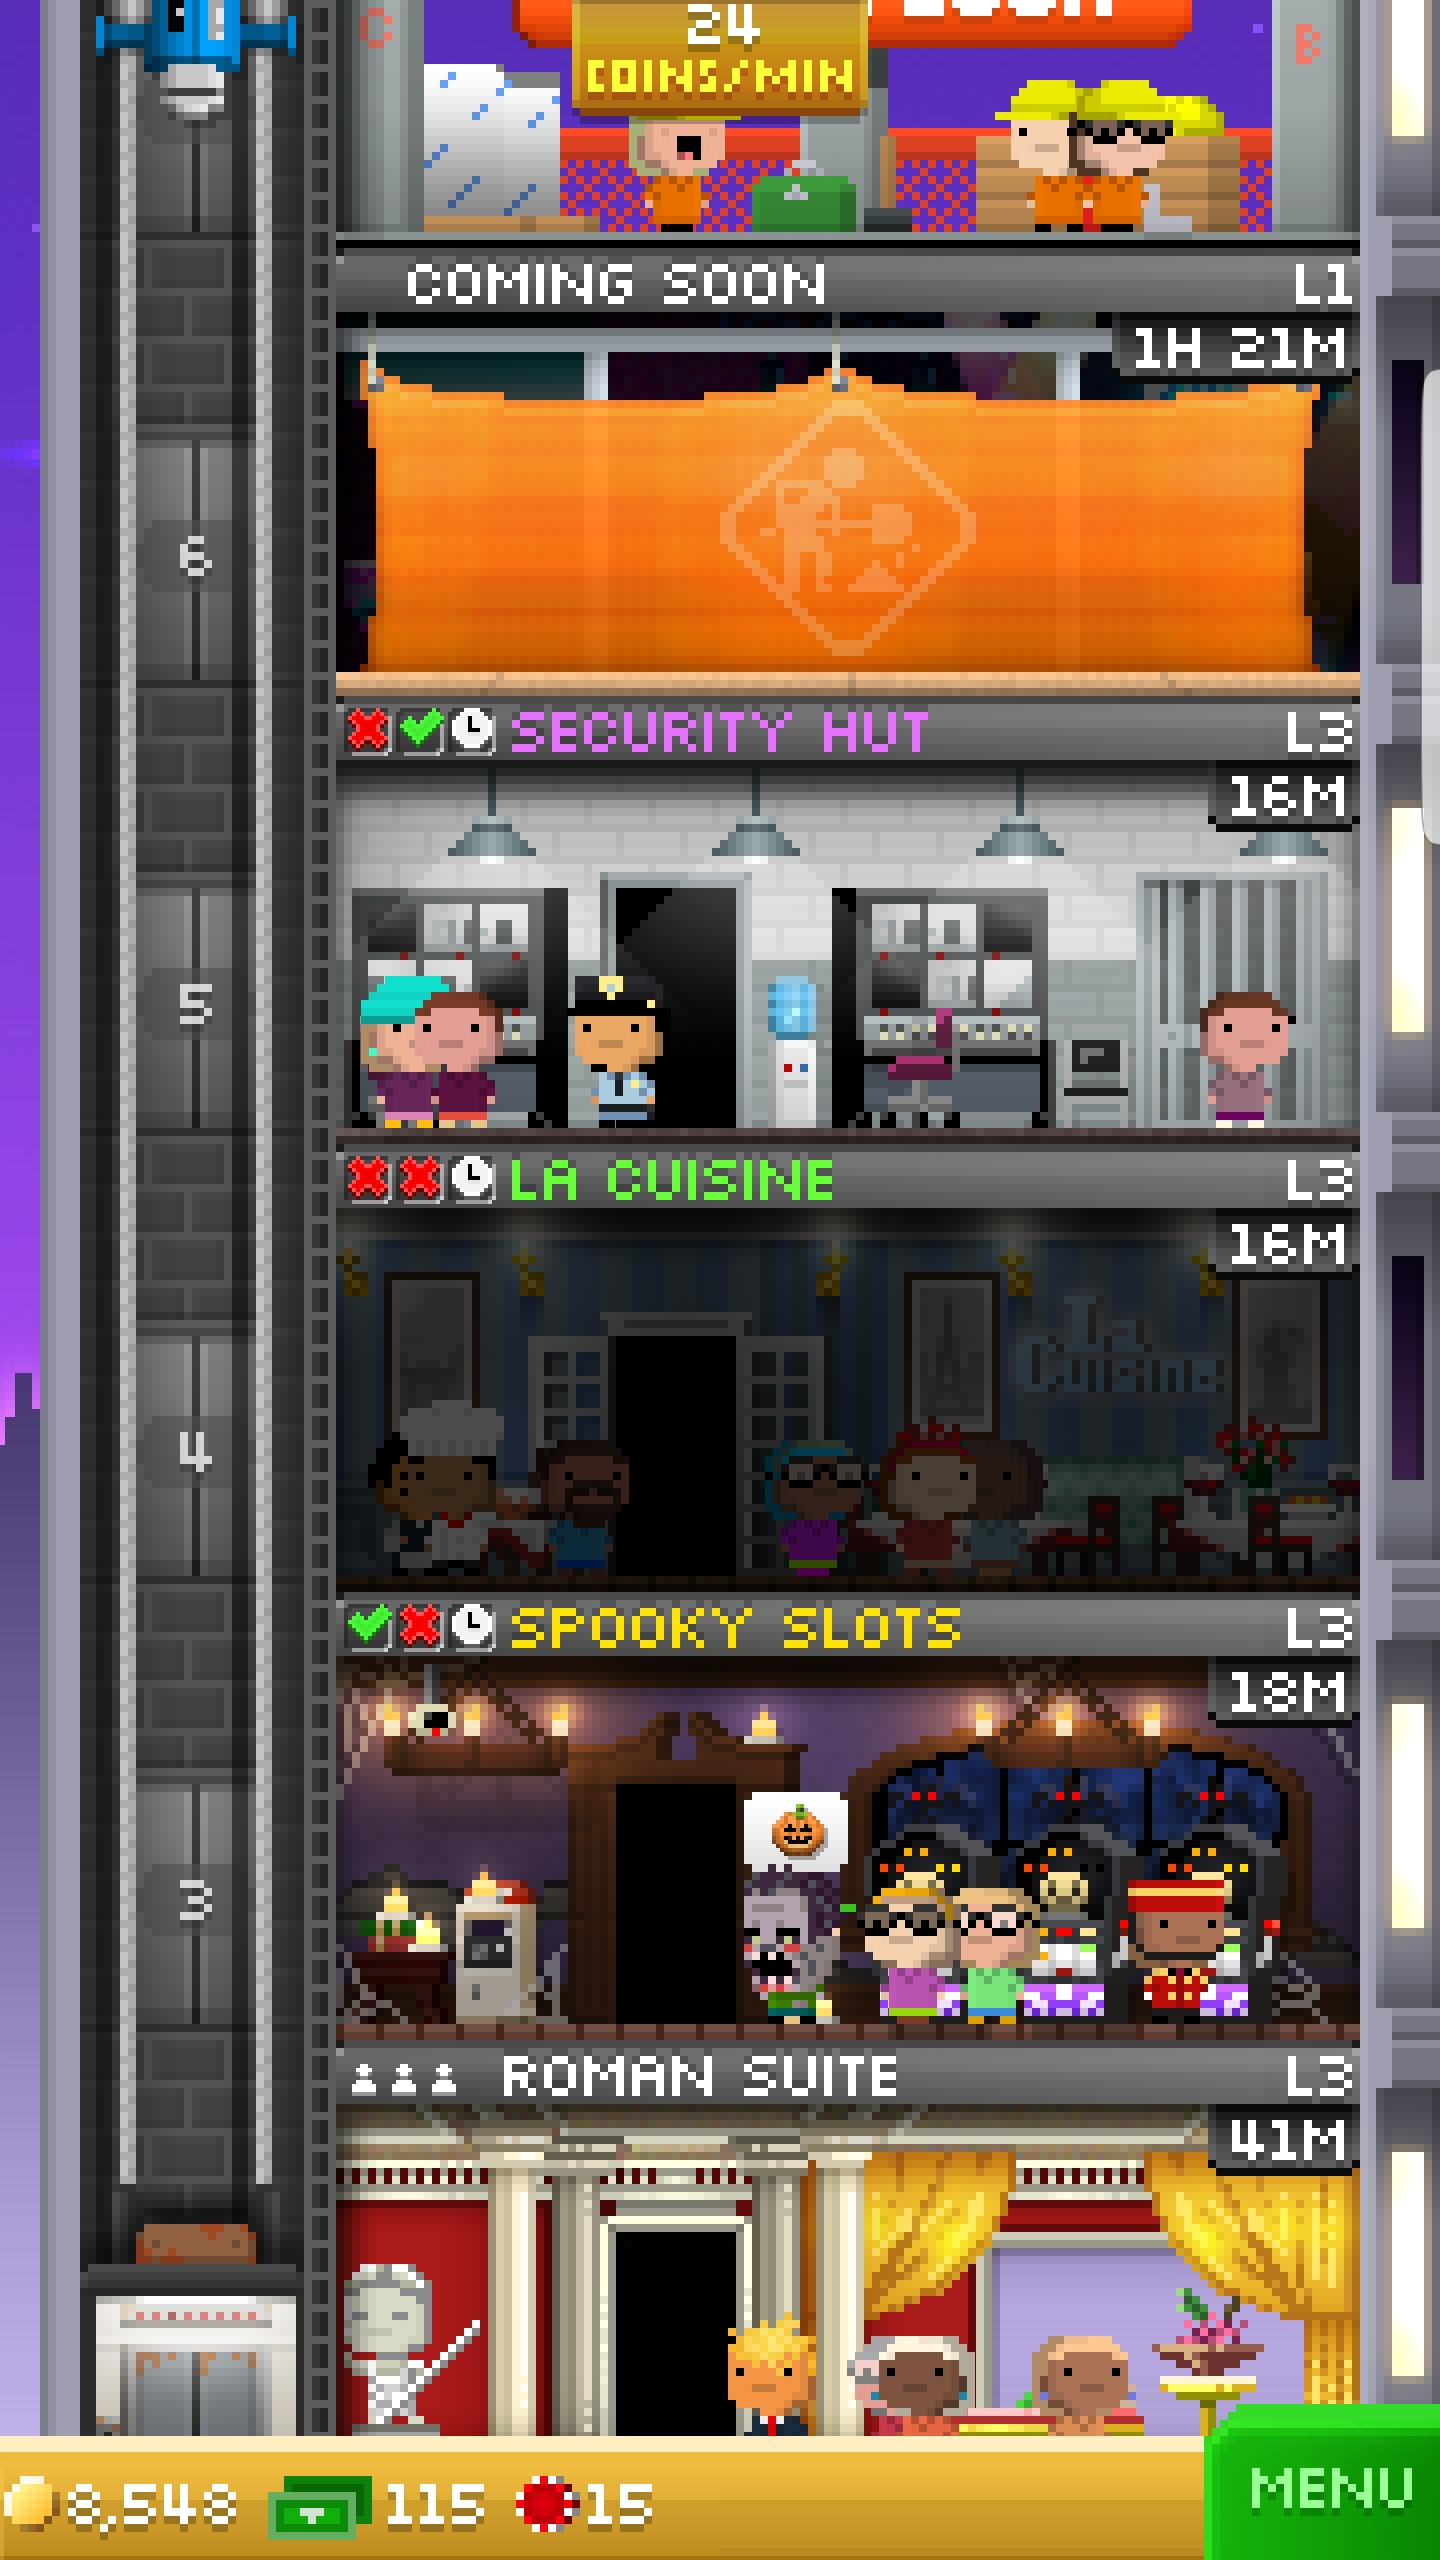 C
B
24
COINS/MIN
COMING SOON L1
1H 21M
6
SECURITY HUT L3
16M
5
LA CUISINE L3
16M
La
Cuisine
4
SPOOKY SLOTS L3
18M
3
ROMAN SUITE L3
41M
8,548 115 15
MENU